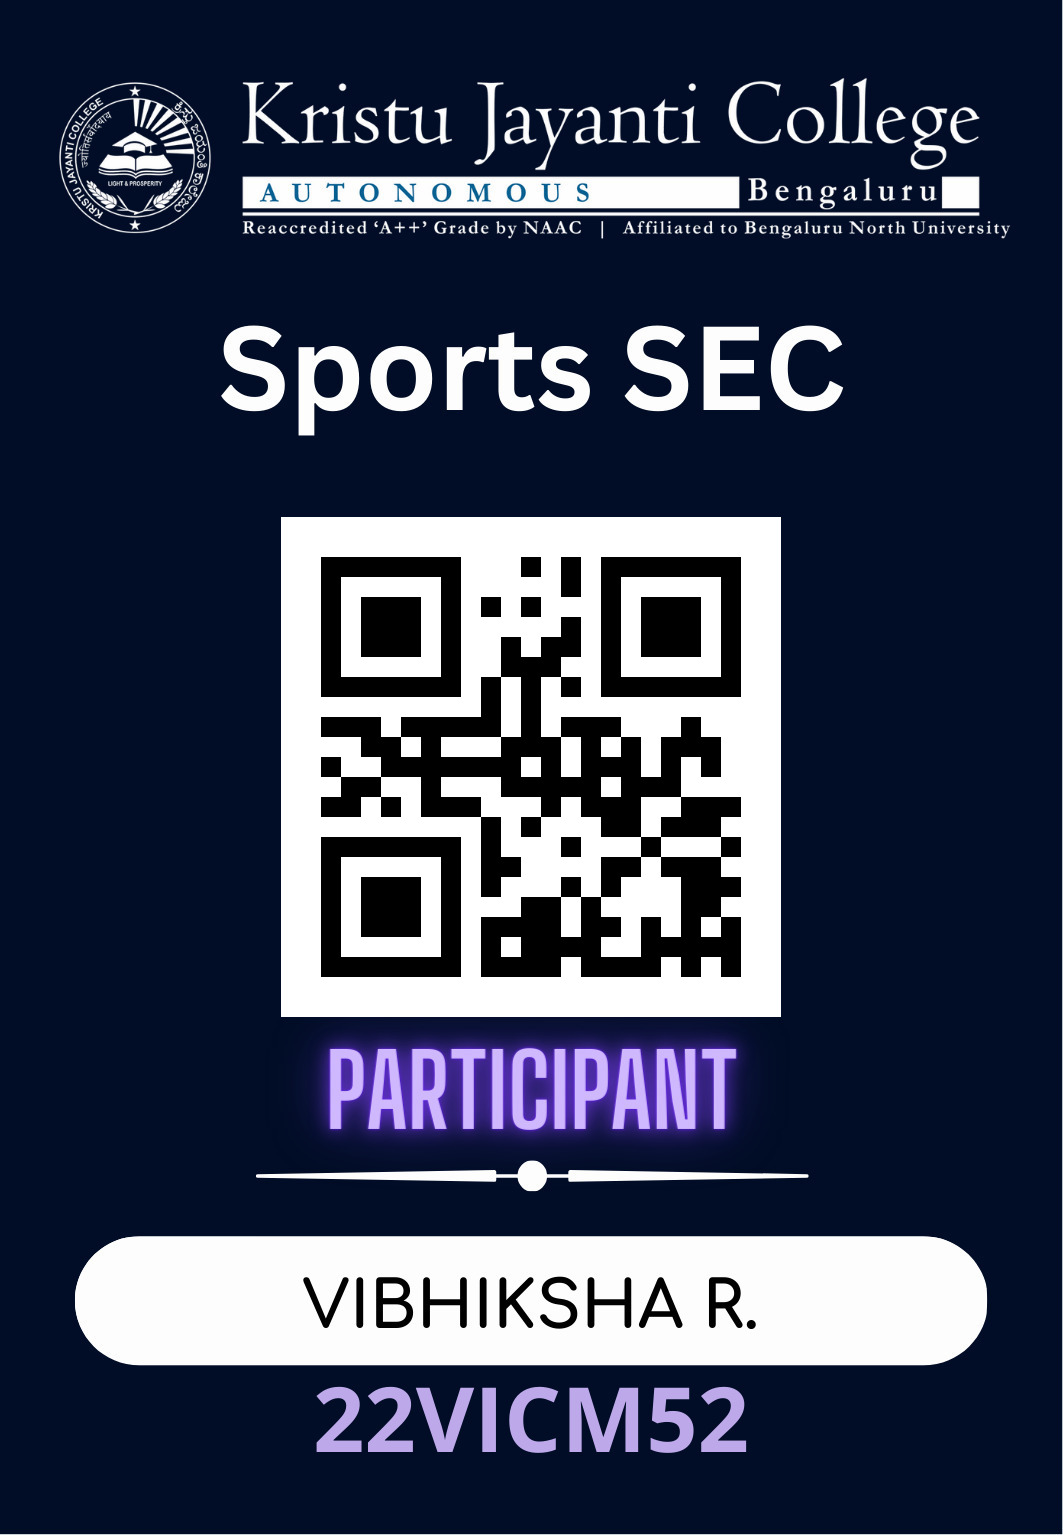 KRISTU JAYANTI COLLEGE
ಕ್ರಿಸ್ತು ಜಯಂತಿ ಕಾಲೇಜು
LIGHT & PROSPERITY
Kristu Jayanti College
AUTONOMOUS Bengaluru
Reaccredited ‘A++’ Grade by NAAC | Affiliated to Bengaluru North University
Sports SEC
PARTICIPANT
VIBHIKSHA R.
22VICM52